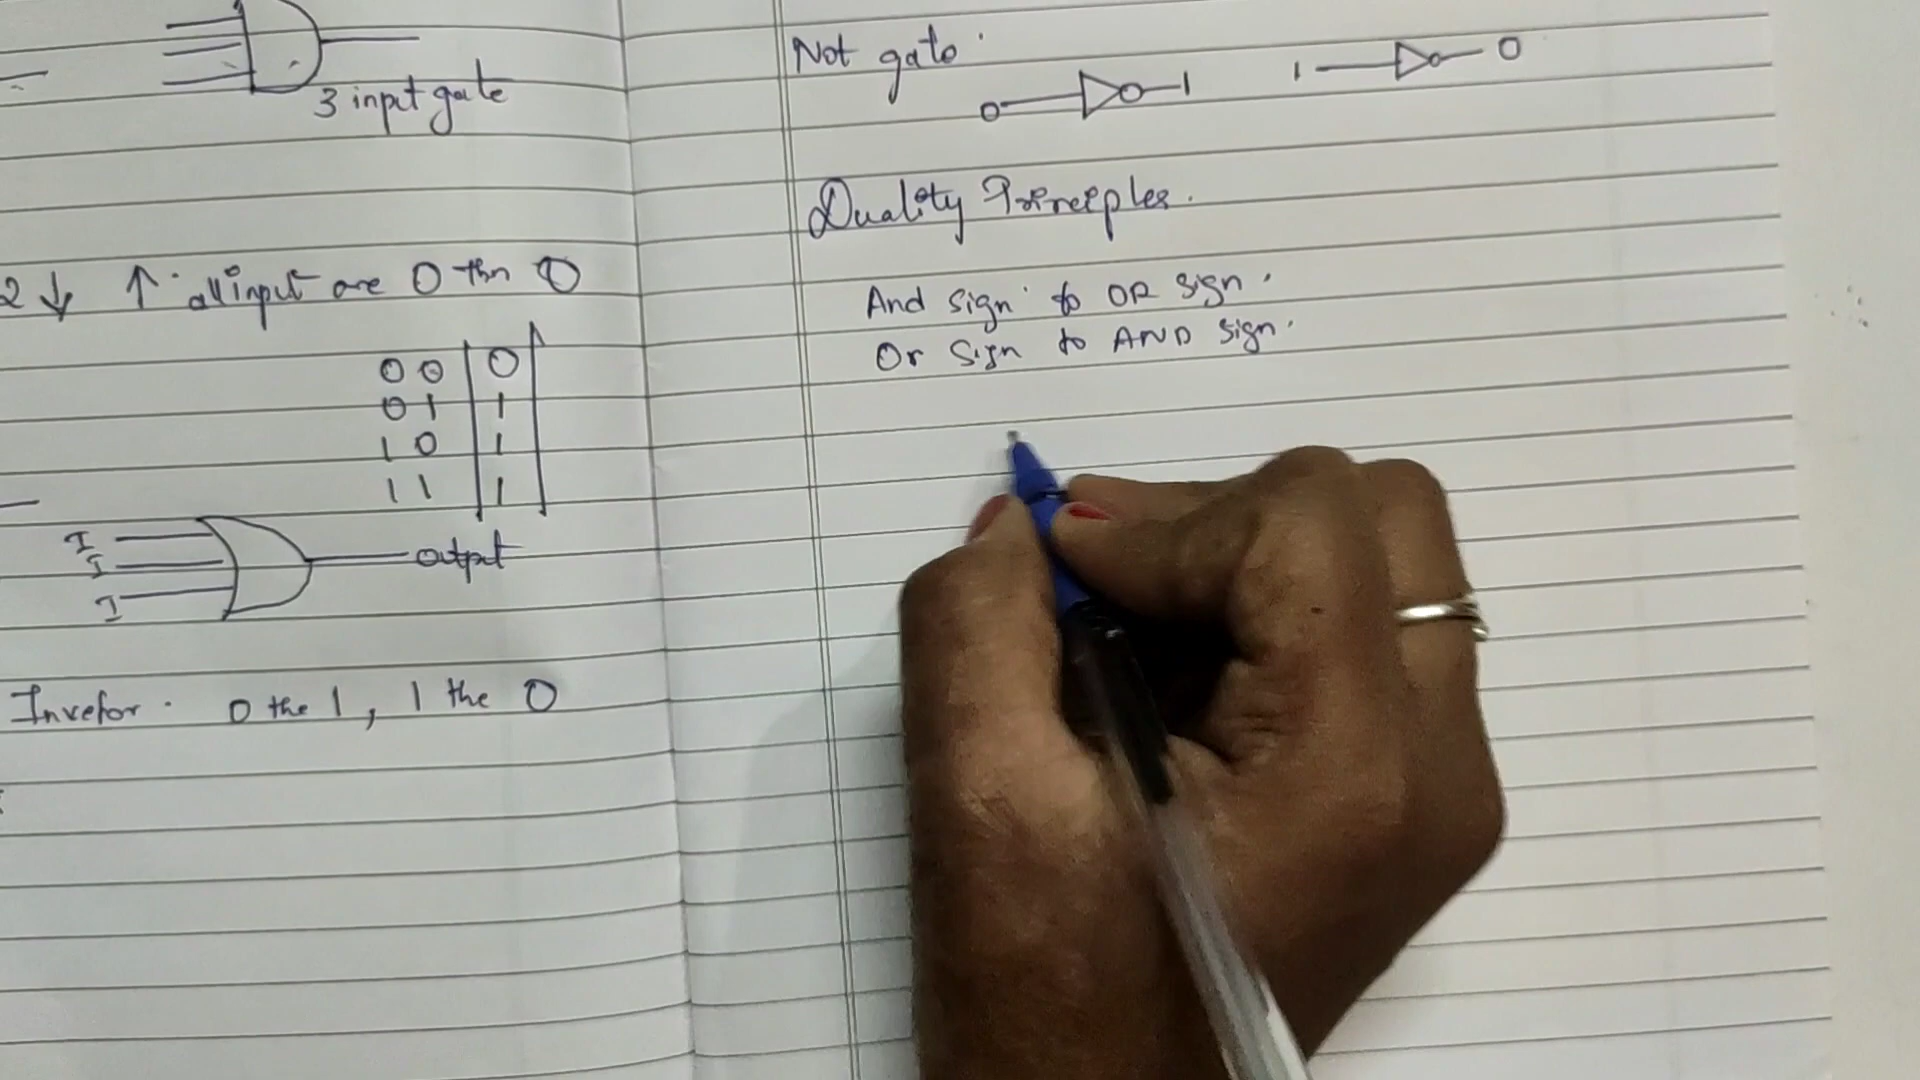 3 input gate
2 ↓ ↑ all input are 0 then 0
0 0 | 0
0 1 | 1
1 0 | 1
1 1 | 1
I
I
I
output
Invetor. 0 the 1, 1 the 0
Not gate.
0 1
1 0
Duality Principles.
And sign to OR sign.
Or sign to AND sign.